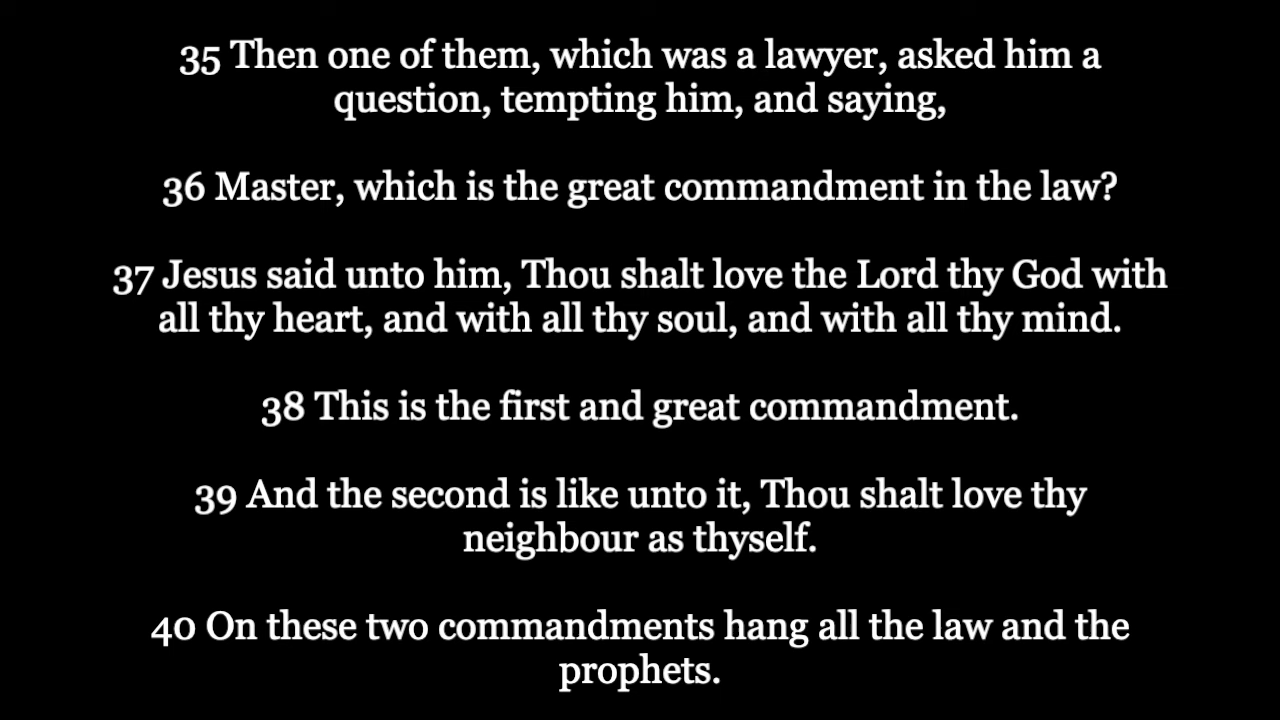 35 Then one of them, which was a lawyer, asked him a
question, tempting him, and saying,
36 Master, which is the great commandment in the law?
37 Jesus said unto him, Thou shalt love the Lord thy God with
all thy heart, and with all thy soul, and with all thy mind.
38 This is the first and great commandment.
39 And the second is like unto it, Thou shalt love thy
neighbour as thyself.
40 On these two commandments hang all the law and the
prophets.